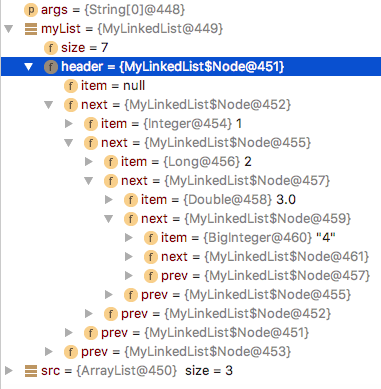 p args = {String[0]@448}
myList = {MyLinkedList@449}
f size = 7
f header = {MyLinkedList$Node@451}
f item = null
f next = {MyLinkedList$Node@452}
f item = {Integer@454} 1
f next = {MyLinkedList$Node@455}
f item = {Long@456} 2
f next = {MyLinkedList$Node@457}
f item = {Double@458} 3.0
f next = {MyLinkedList$Node@459}
f item = {BigInteger@460} "4"
f next = {MyLinkedList$Node@461}
f prev = {MyLinkedList$Node@457}
f prev = {MyLinkedList$Node@455}
f prev = {MyLinkedList$Node@452}
f prev = {MyLinkedList$Node@451}
f prev = {MyLinkedList$Node@453}
src = {ArrayList@450} size = 3